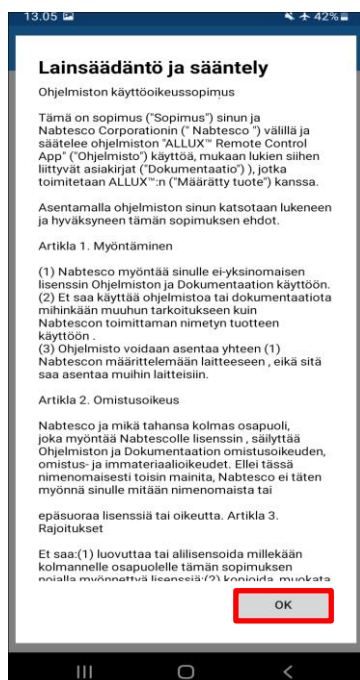 13.05
42%
Lainsäädäntö ja sääntely
Ohjelmiston käyttöoikeussopimus
Tämä on sopimus ("Sopimus") sinun ja
Nabtesco Corporationin (" Nabtesco ") välillä ja
säätelee ohjelmiston "ALLUX™ Remote Control
App" ("Ohjelmisto") käyttöä, mukaan lukien siihen
liittyvät asiakirjat ("Dokumentaatio") ), jotka
toimitetaan ALLUX™:n ("Määrätty tuote") kanssa.
Asentamalla ohjelmiston sinun katsotaan lukeneen
ja hyväksyneen tämän sopimuksen ehdot.
Artikla 1. Myöntäminen
(1) Nabtesco myöntää sinulle ei-yksinomaisen
lisenssin Ohjelmiston ja Dokumentaation käyttöön.
(2) Et saa käyttää ohjelmistoa tai dokumentaatiota
mihinkään muuhun tarkoitukseen kuin
Nabtescon toimittaman nimetyn tuotteen
käyttöön .
(3) Ohjelmisto voidaan asentaa yhteen (1)
Nabtescon määrittelemään laitteeseen , eikä sitä
saa asentaa muihin laitteisiin.
Artikla 2. Omistusoikeus
Nabtesco ja mikä tahansa kolmas osapuoli,
joka myöntää Nabtescolle lisenssin , säilyttää
Ohjelmiston ja Dokumentaation omistusoikeuden,
omistus- ja immateriaalioikeudet. Ellei tässä
nimenomaisesti toisin mainita, Nabtesco ei täten
myönnä sinulle mitään nimenomaista tai
epäsuoraa lisenssiä tai oikeutta. Artikla 3.
Rajoitukset
Et saa:(1) luovuttaa tai alilisensoida millekään
kolmannelle osapuolelle tämän sopimuksen
nojalla myönnettyä lisenssiä;(2) kopioida, muokata
OK